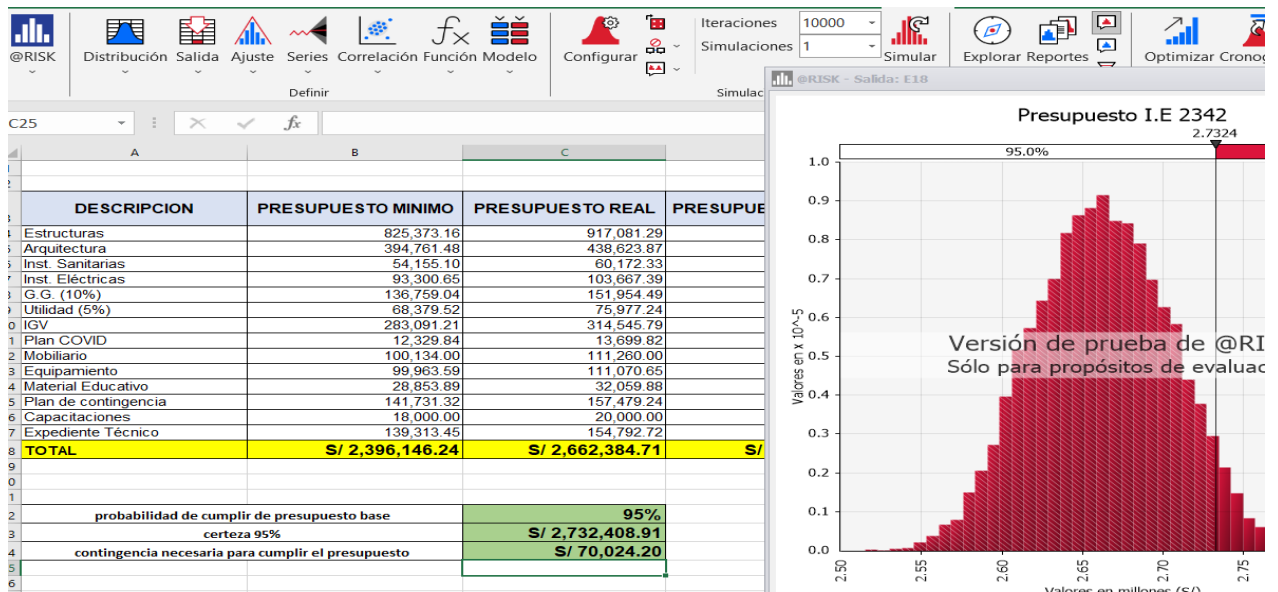 Iteraciones 10000
Simulaciones 1
@RISK Distribución Salida Ajuste Series Correlación Función Modelo Configurar Simular Explorar Reportes Optimizar
Definir
@RISK - Salida: E18
C25 fx
A B C
DESCRIPCION PRESUPUESTO MINIMO PRESUPUESTO REAL
Estructuras 825,373.16 917,081.29
Arquitectura 394,761.48 438,623.87
Inst. Sanitarias 54,155.10 60,172.33
Inst. Eléctricas 93,300.65 103,667.39
G.G. (10%) 136,759.04 151,954.49
Utilidad (5%) 68,379.52 75,977.24
IGV 283,091.21 314,545.79
Plan COVID 12,329.84 13,699.82
Mobiliario 100,134.00 111,260.00
Equipamiento 99,963.59 111,070.65
Material Educativo 28,853.89 32,059.88
Plan de contingencia 141,731.32 157,479.24
Capacitaciones 18,000.00 20,000.00
Expediente Técnico 139,313.45 154,792.72
TOTAL S/ 2,396,146.24 S/ 2,662,384.71 S/
probabilidad de cumplir de presupuesto base 95%
certeza 95% S/ 2,732,408.91
contingencia necesaria para cumplir el presupuesto S/ 70,024.20
Presupuesto I.E 2342
2.7324
95.0%
1.0
0.9
0.8
0.7
0.6
0.5
0.4
0.3
0.2
0.1
0.0
Valores en x 10^-5
Versión de prueba de
Sólo para propósitos de
2.50 2.55 2.60 2.65 2.70 2.75
Valores en millones (S/)